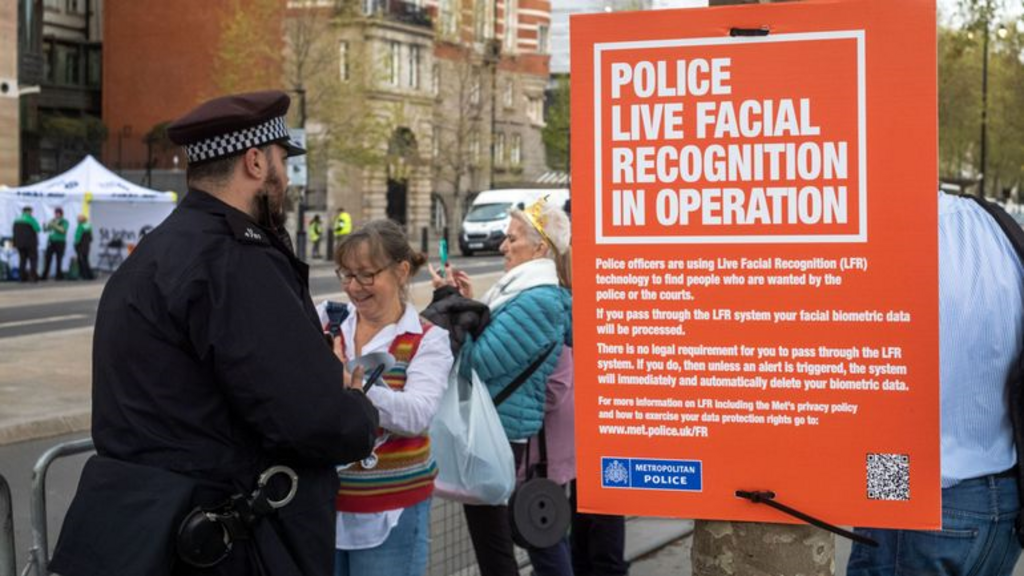 POLICE
LIVE FACIAL
RECOGNITION
IN OPERATION
Police officers are using Live Facial Recognition (LFR)
technology to find people who are wanted by the
police or the courts.
If you pass through the LFR system your facial biometric data
will be processed.
There is no legal requirement for you to pass through the LFR
system. If you do, then unless an alert is triggered, the system
will immediately and automatically delete your biometric data.
For more information on LFR including the Met's privacy policy
and how to exercise your data protection rights go to:
www.met.police.uk/FR
METROPOLITAN
POLICE
St John